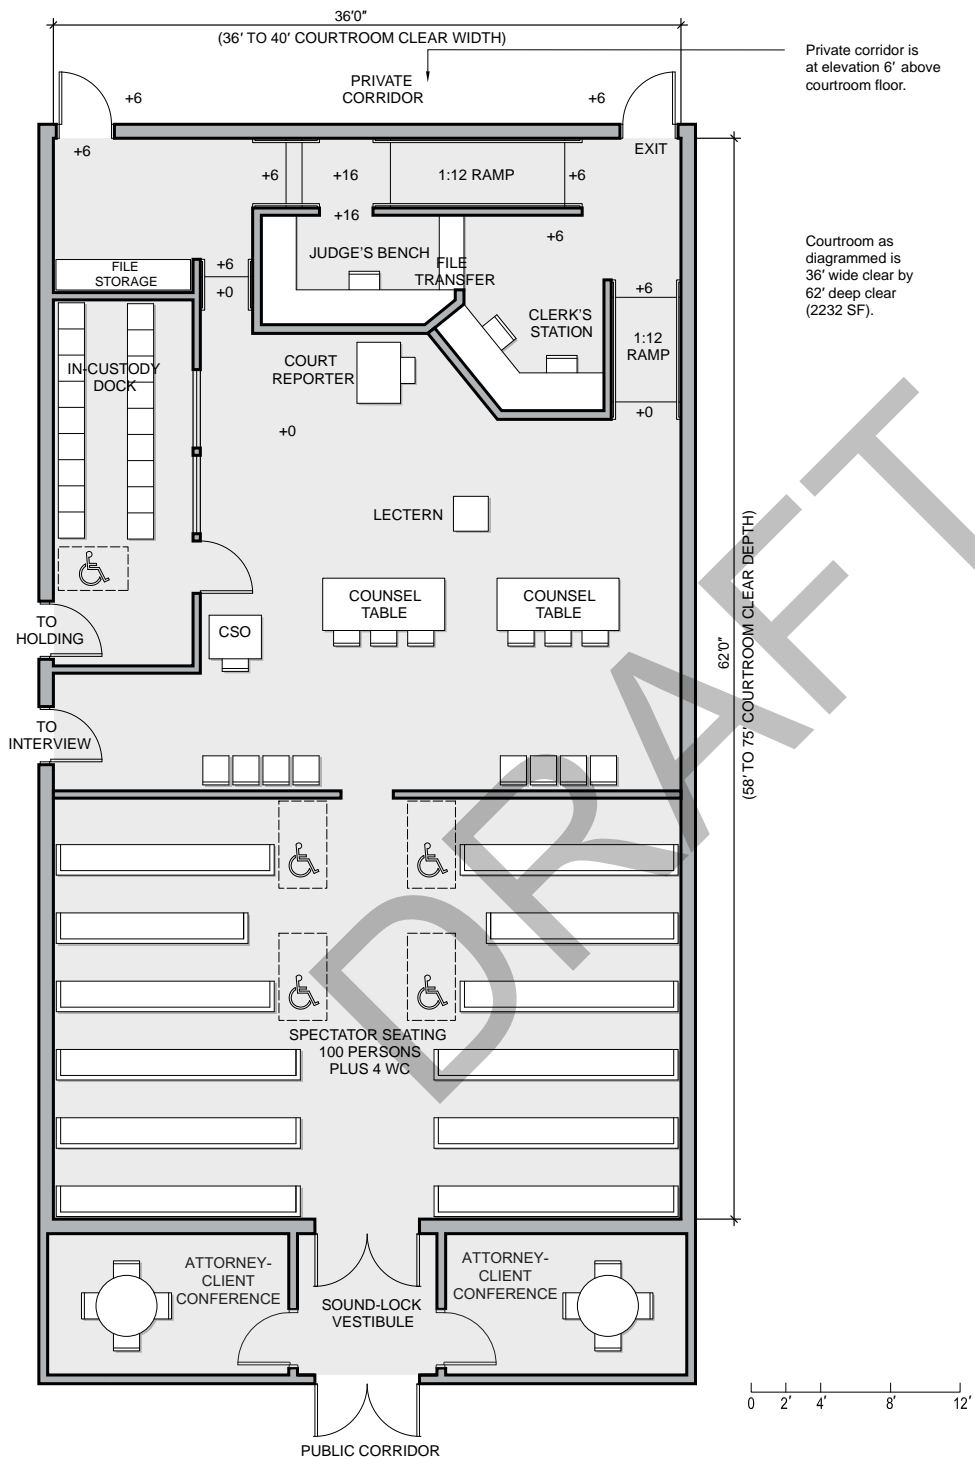 36'0"
(36' TO 40' COURTROOM CLEAR WIDTH)
Private corridor is
at elevation 6' above
courtroom floor.
PRIVATE
CORRIDOR
+6
+6
+6
EXIT
+6
+16
1:12 RAMP
+6
+16
+6
JUDGE'S BENCH
FILE
TRANSFER
Courtroom as
diagrammed is
36' wide clear by
62' deep clear
(2232 SF).
FILE
STORAGE
+6
+0
+6
CLERK'S
STATION
1:12
RAMP
+0
IN-CUSTODY
DOCK
COURT
REPORTER
+0
LECTERN
COUNSEL
TABLE
COUNSEL
TABLE
CSO
TO
HOLDING
TO
INTERVIEW
62'0"
(58' TO 75' COURTROOM CLEAR DEPTH)
DRAFT
SPECTATOR SEATING
100 PERSONS
PLUS 4 WC
ATTORNEY-
CLIENT
CONFERENCE
ATTORNEY-
CLIENT
CONFERENCE
SOUND-LOCK
VESTIBULE
PUBLIC CORRIDOR
0 2' 4' 8' 12'